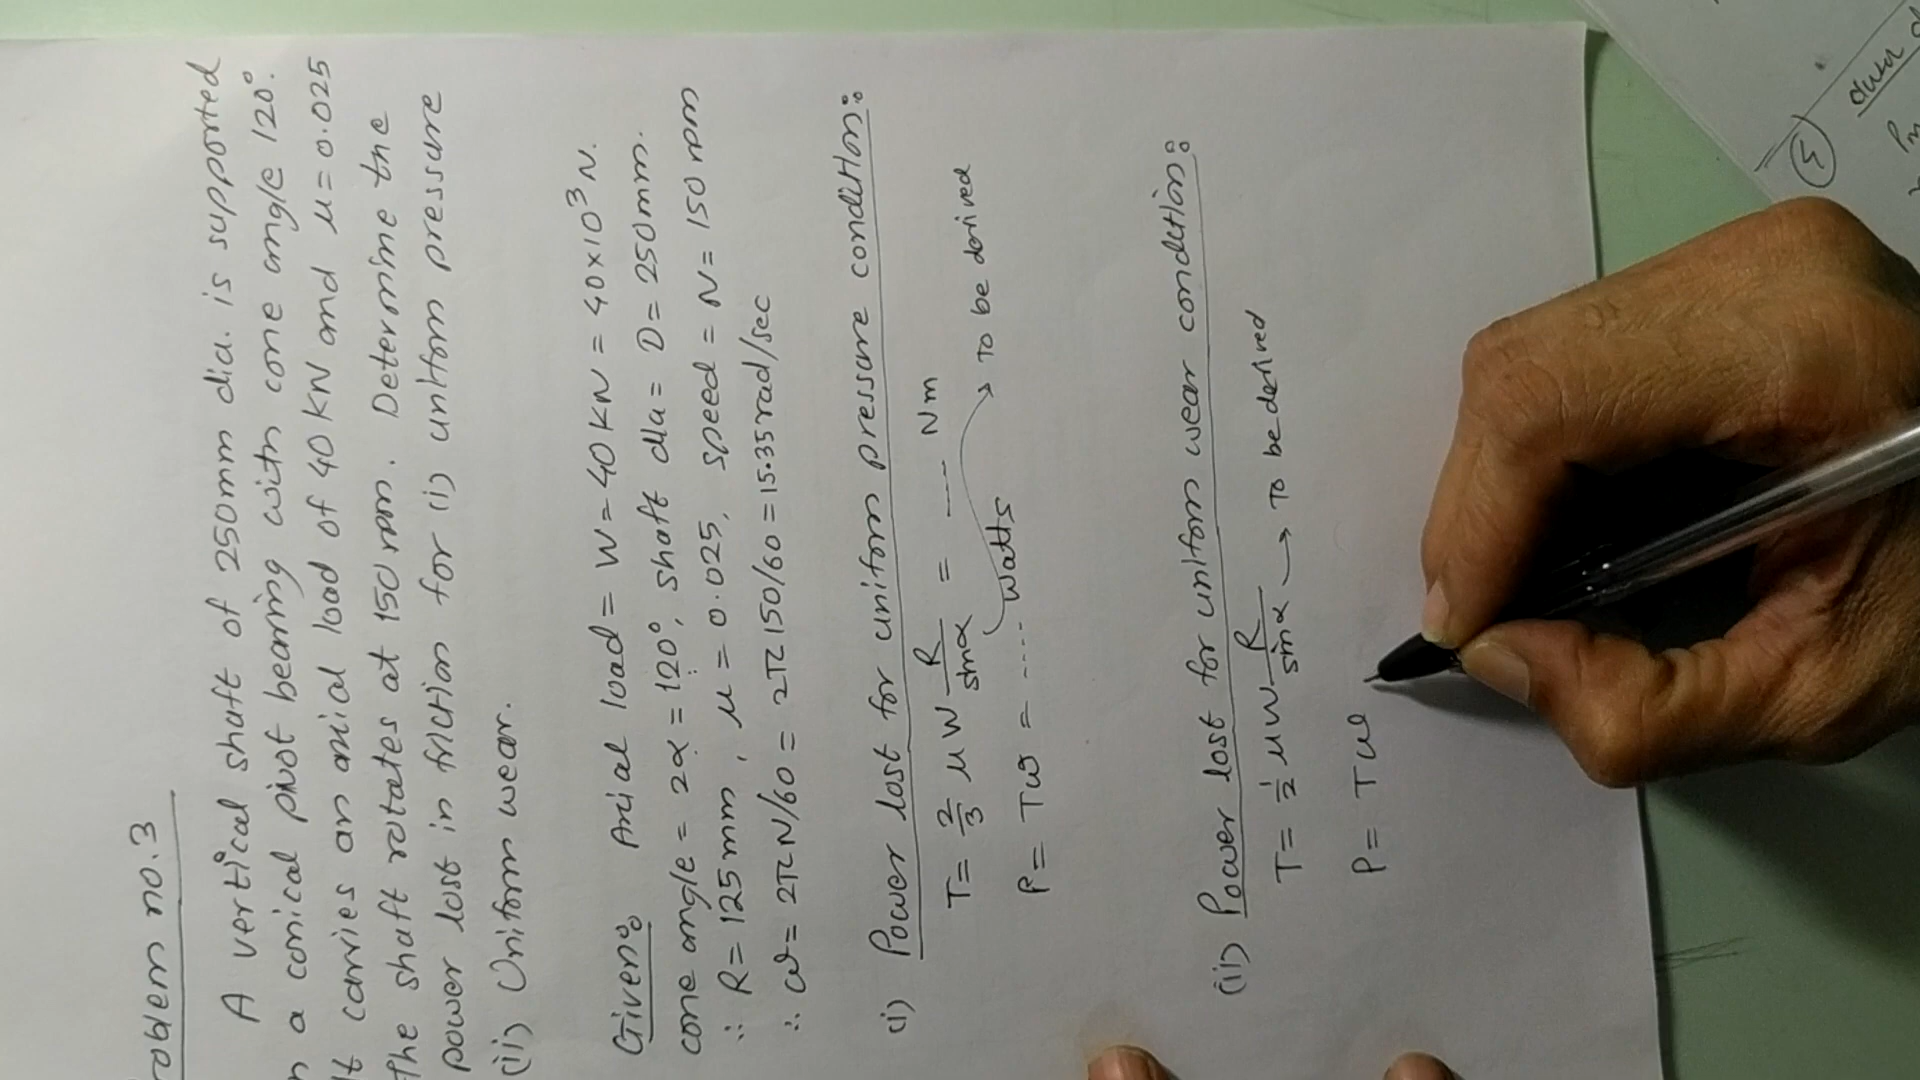 roblem no.3
A vertical shaft of 250mm dia. is supported
n a conical pivot bearing with cone angle 120°.
It carries an axial load of 40 KN and μ = 0.025
the shaft rotates at 150 rpm. Determine the
power lost in friction for (i) uniform pressure
(ii) Uniform wear.
Given: Axial load = W = 40 KN = 40×10³ N.
cone angle = 2α = 120°, shaft dia = D = 250mm.
∴ R = 125mm, μ = 0.025, speed = N = 150 rpm
∴ ω = 2πN/60 = 2π150/60 = 15.35 rad/sec
(i) Power lost for uniform pressure condition:
T = 2/3 μW R/sinα = ---- Nm
P = Tω = ---- Watts → To be derived
(ii) Power lost for uniform wear condition:
T = 1/2 μW R/sinα → To be derived
P = Tω
5